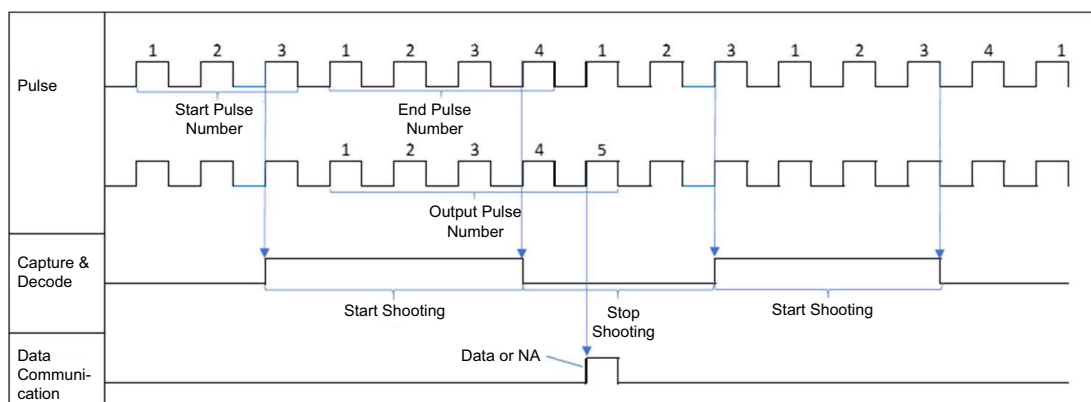 Pulse
1 2 3 1 2 3 4 1 2 3 1 2 3 4 1
Start Pulse
Number
End Pulse
Number
1 2 3 4 5
Output Pulse
Number
Capture &
Decode
Start Shooting
Stop
Shooting
Start Shooting
Data
Communi-
cation
Data or NA